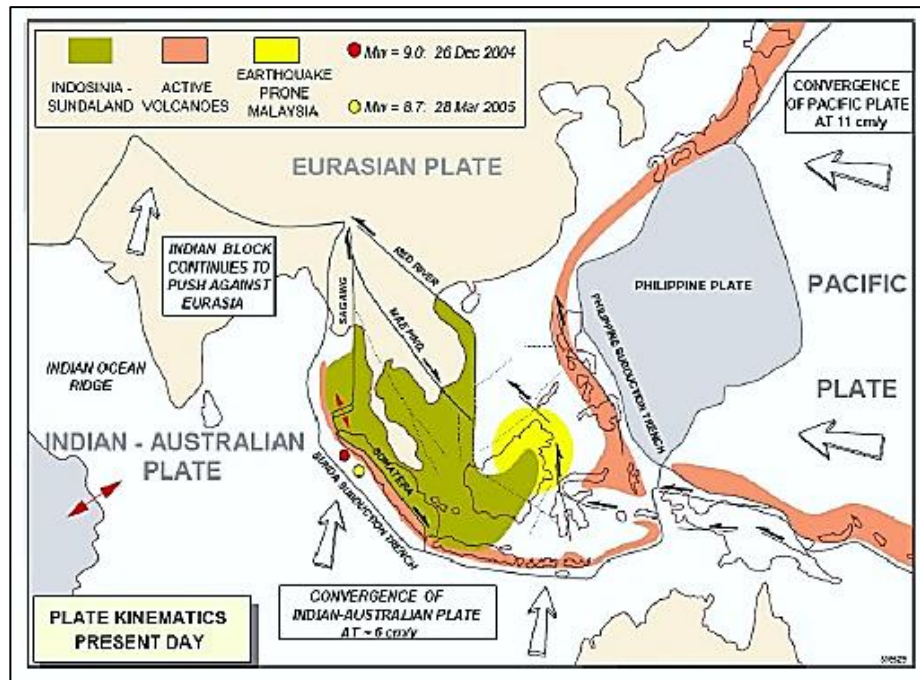 INDOSINIA -
SUNDALAND
ACTIVE
VOLCANOES
EARTHQUAKE
PRONE
MALAYSIA
Mw = 9.0: 26 Dec 2004
Mw = 8.7: 28 Mar 2005
CONVERGENCE
OF PACIFIC PLATE
AT 11 cm/y
EURASIAN PLATE
INDIAN BLOCK
CONTINUES TO
PUSH AGAINST
EURASIA
RED RIVER
SAGAING
MAE PING
PHILIPPINE PLATE
PACIFIC
PLATE
PHILIPPINE SUBDUCTION TRENCH
INDIAN OCEAN
RIDGE
INDIAN - AUSTRALIAN
PLATE
SUMATERA
SUNDA SUBDUCTION TRENCH
CONVERGENCE OF
INDIAN-AUSTRALIAN PLATE
AT ~ 6 cm/y
PLATE KINEMATICS
PRESENT DAY